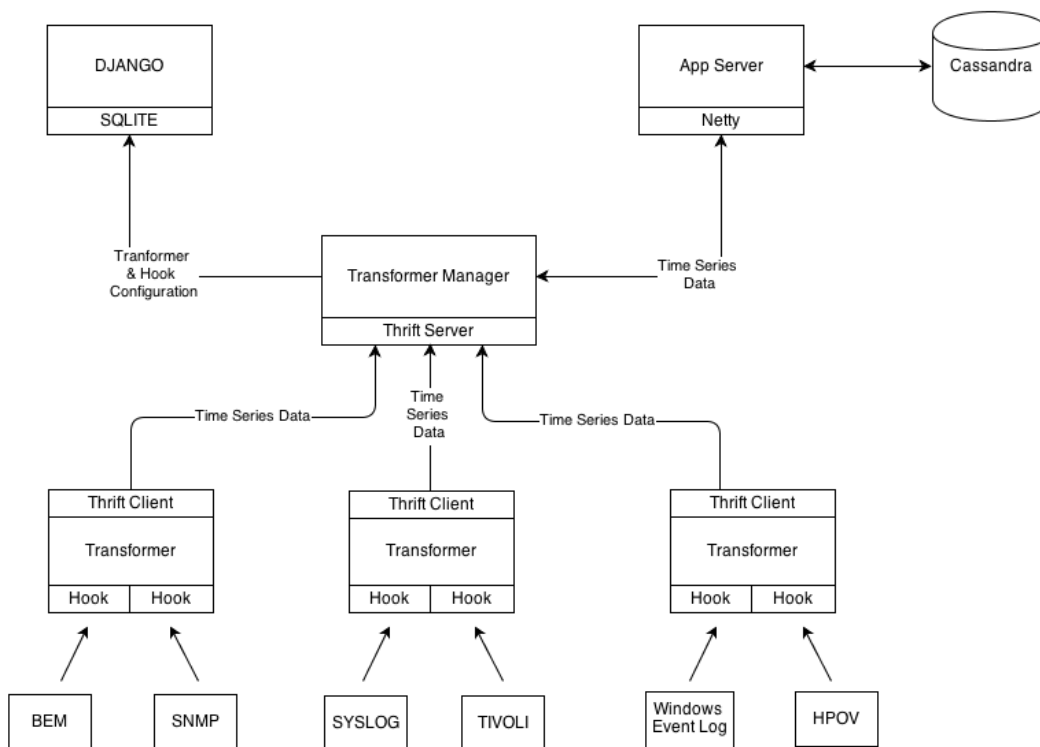 DJANGO
SQLITE
App Server
Netty
Cassandra
Tranformer
& Hook
Configuration
Transformer Manager
Thrift Server
Time Series
Data
Time Series Data
Time
Series
Data
Time Series Data
Thrift Client
Transformer
Hook Hook
Thrift Client
Transformer
Hook Hook
Thrift Client
Transformer
Hook Hook
BEM
SNMP
SYSLOG
TIVOLI
Windows
Event Log
HPOV